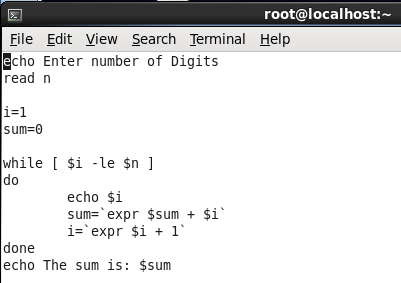 root@localhost:~
File Edit View Search Terminal Help
echo Enter number of Digits
read n
i=1
sum=0
while [ $i -le $n ]
do
echo $i
sum=`expr $sum + $i`
i=`expr $i + 1`
done
echo The sum is: $sum